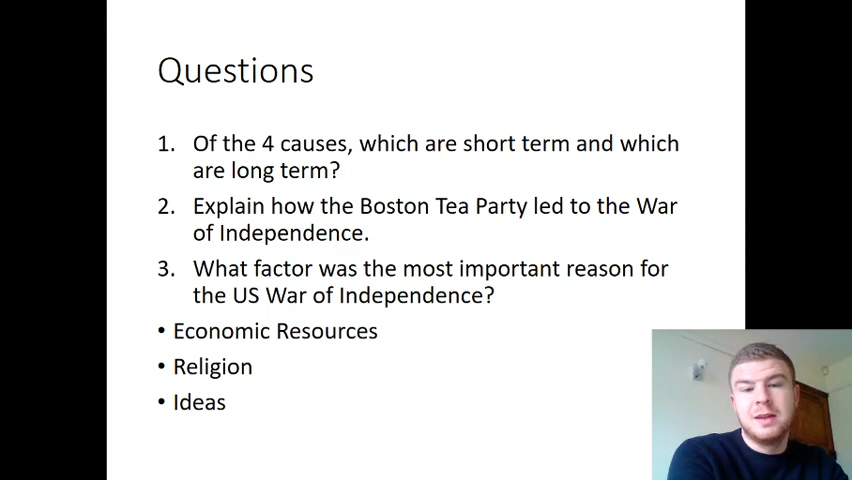 Questions
1. Of the 4 causes, which are short term and which
are long term?
2. Explain how the Boston Tea Party led to the War
of Independence.
3. What factor was the most important reason for
the US War of Independence?
• Economic Resources
• Religion
• Ideas